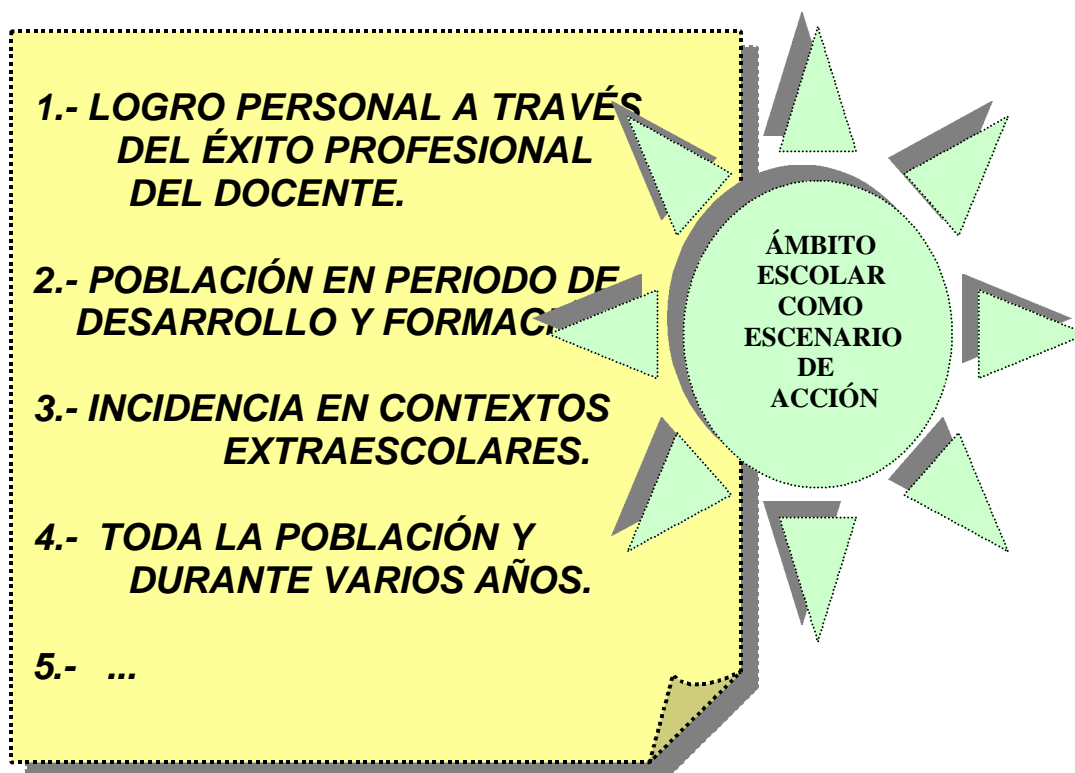 1.- LOGRO PERSONAL A TRAVÉS
DEL ÉXITO PROFESIONAL
DEL DOCENTE.
2.- POBLACIÓN EN PERIODO DE
DESARROLLO Y FORMAC
3.- INCIDENCIA EN CONTEXTOS
EXTRAESCOLARES.
4.- TODA LA POBLACIÓN Y
DURANTE VARIOS AÑOS.
5.- ...
ÁMBITO
ESCOLAR
COMO
ESCENARIO
DE
ACCIÓN